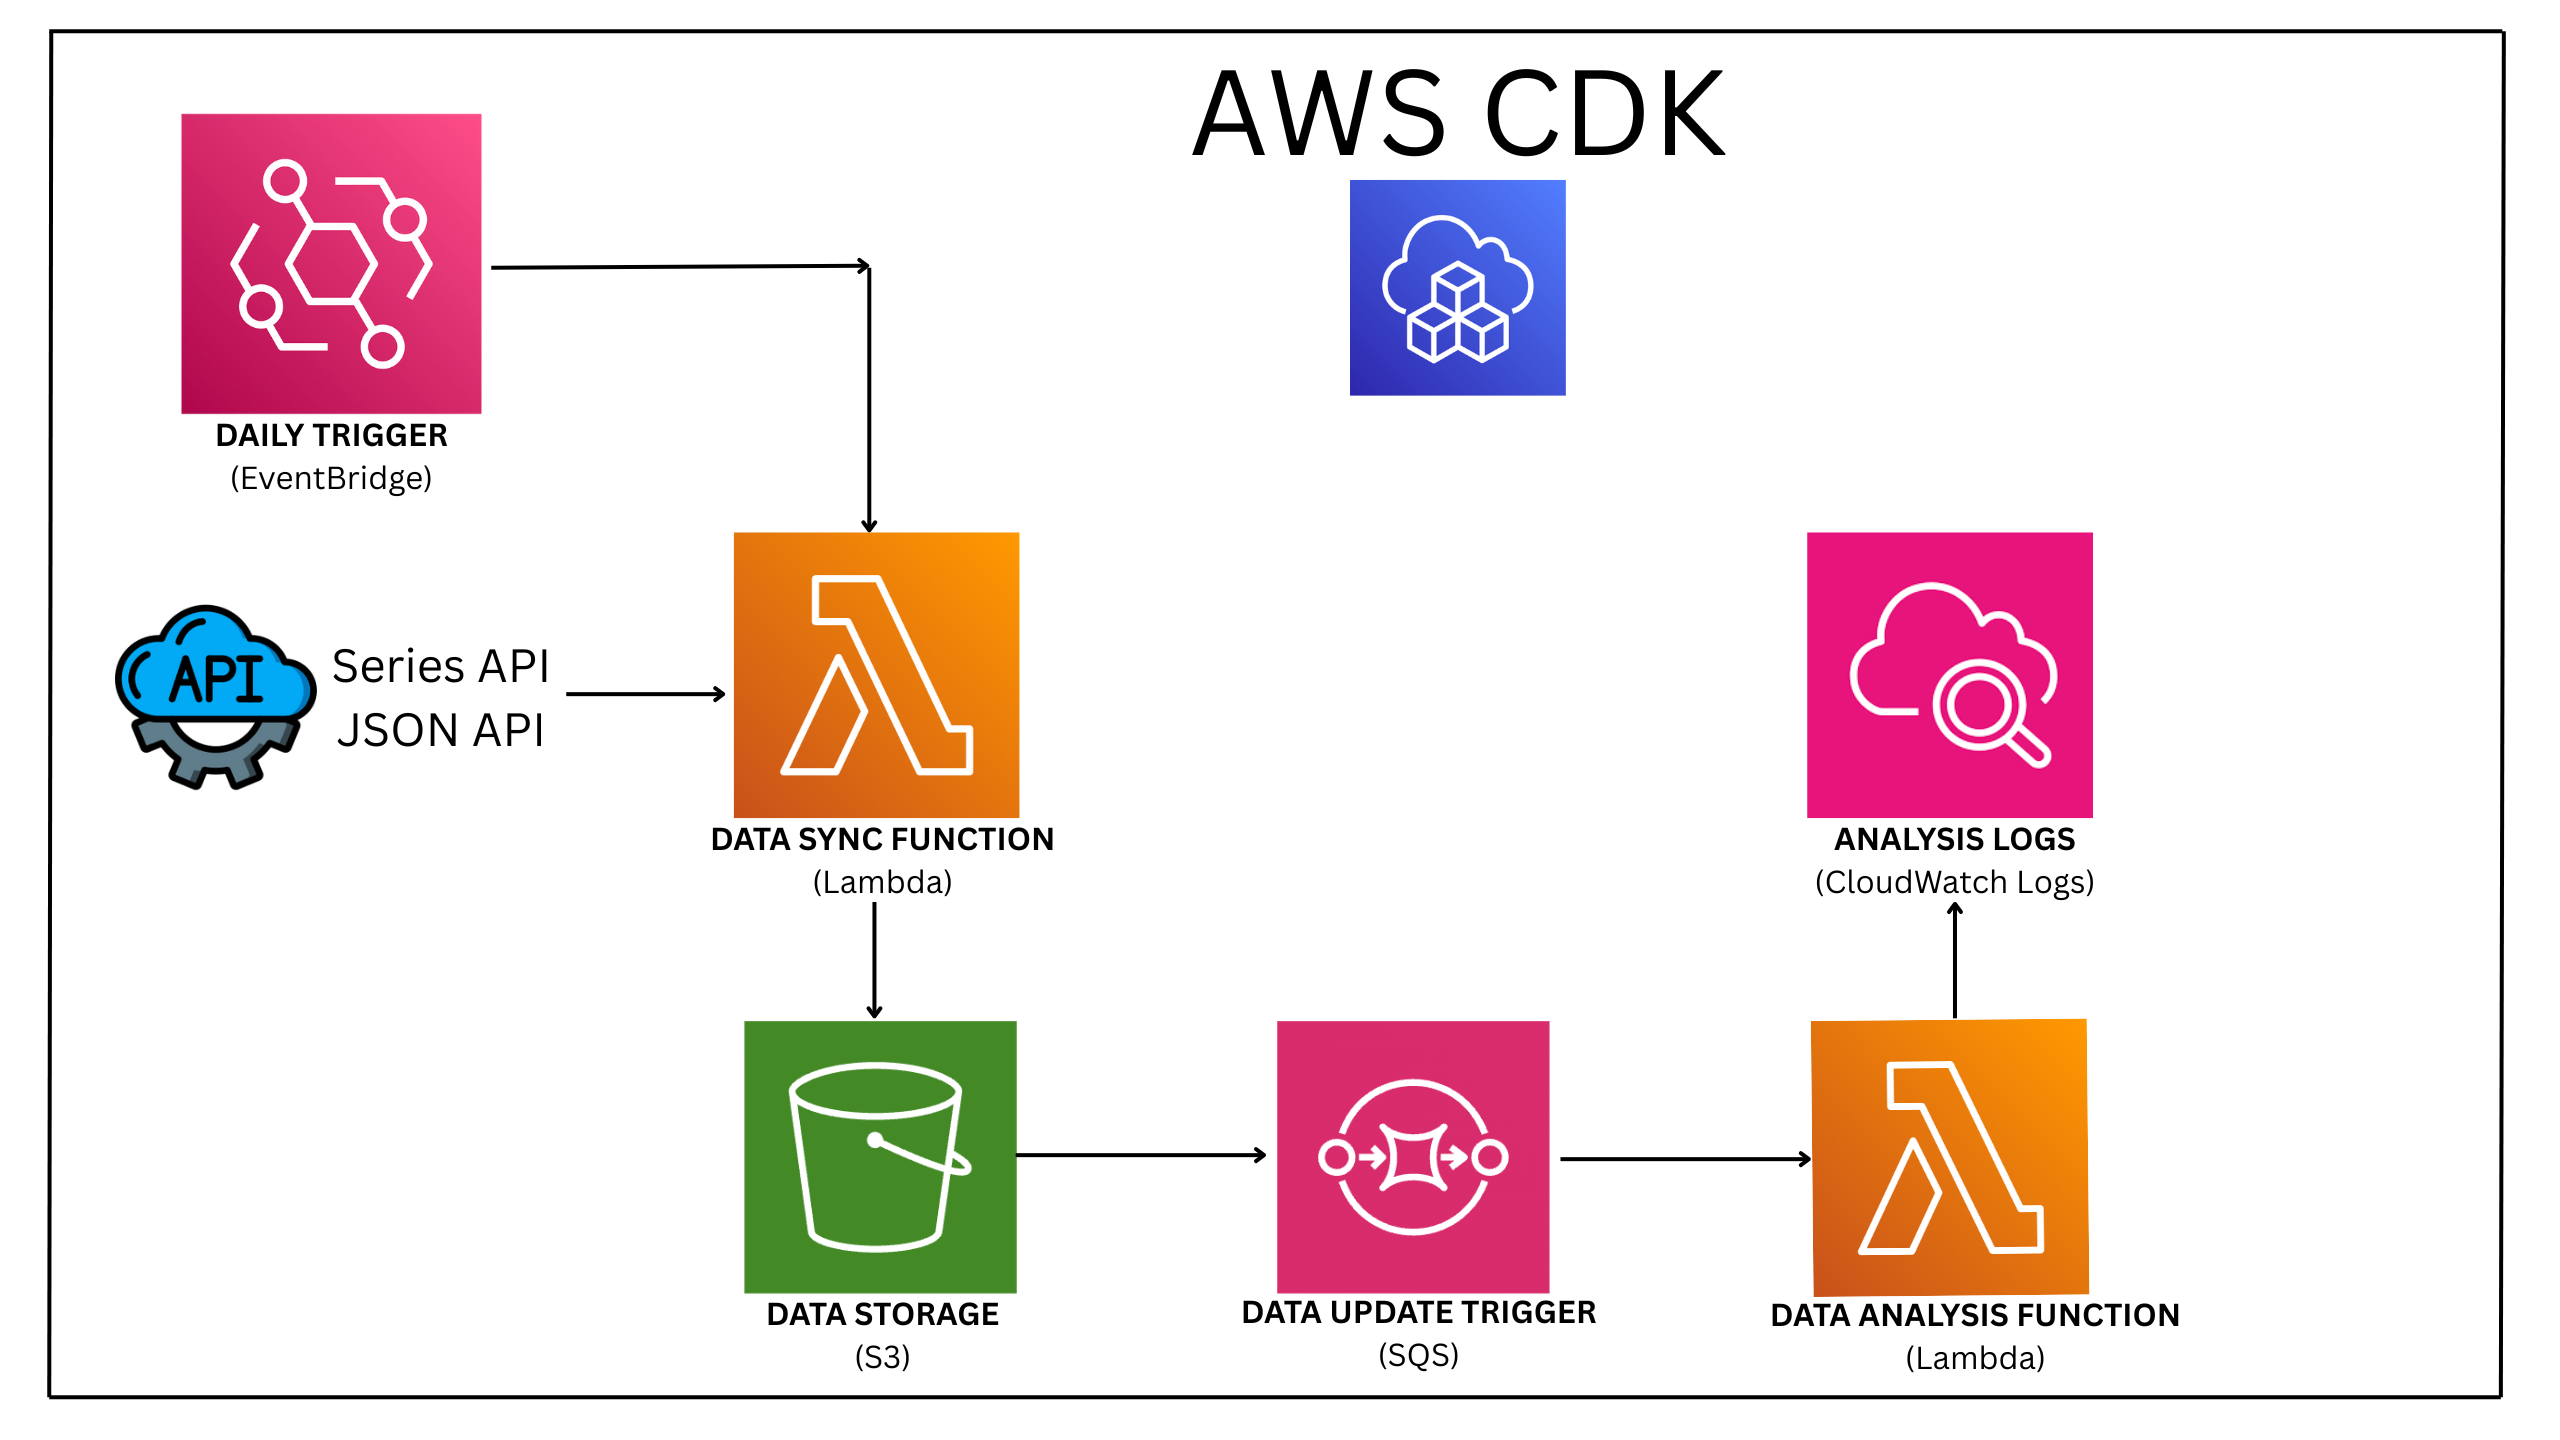 AWS CDK
DAILY TRIGGER
(EventBridge)
API
Series API
JSON API
DATA SYNC FUNCTION
(Lambda)
ANALYSIS LOGS
(CloudWatch Logs)
DATA STORAGE
(S3)
DATA UPDATE TRIGGER
(SQS)
DATA ANALYSIS FUNCTION
(Lambda)